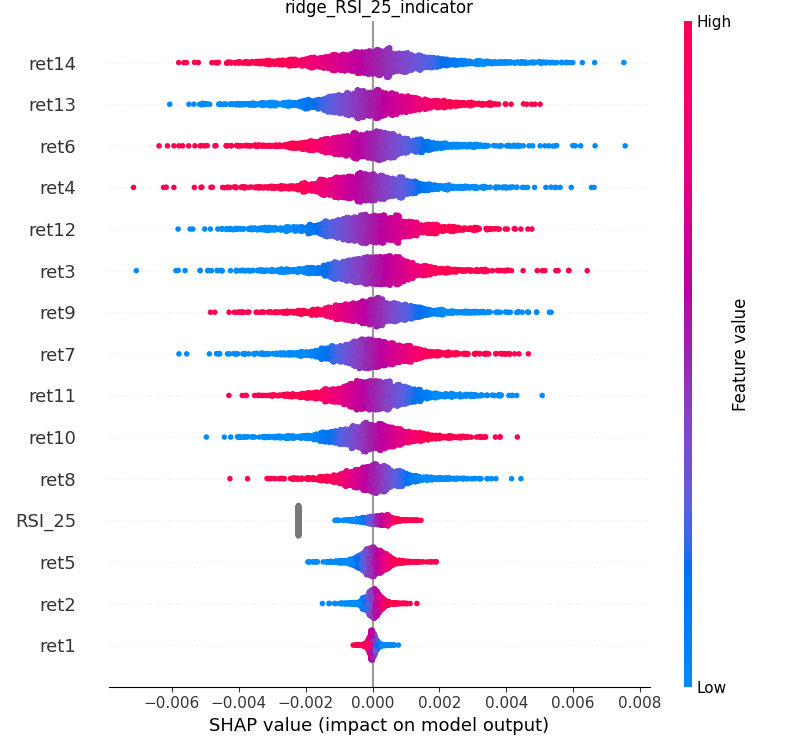 ridge_RSI_25_indicator
High
ret14
ret13
ret6
ret4
ret12
ret3
ret9
ret7
ret11
ret10
ret8
RSI_25
ret5
ret2
ret1
Feature value
Low
−0.006 −0.004 −0.002 0.000 0.002 0.004 0.006 0.008
SHAP value (impact on model output)